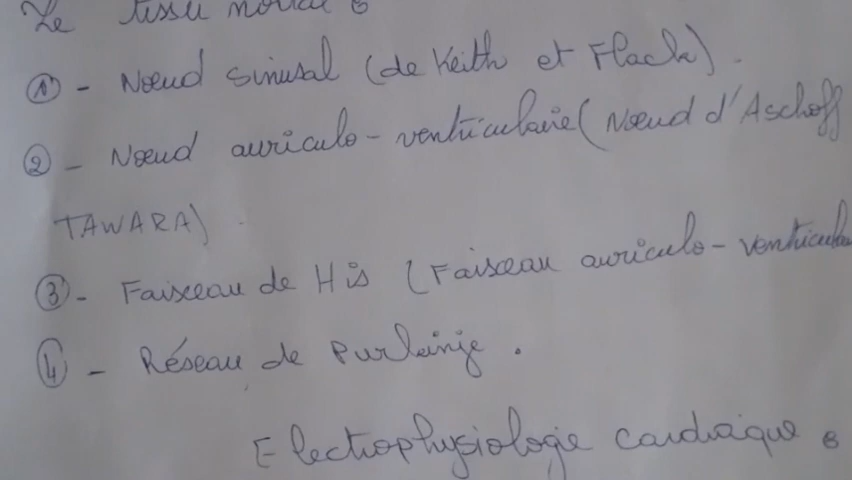 Le tissu nodal :
① - Nœud sinusal (de Keith et Flack).
② - Nœud auriculo-ventriculaire (Nœud d'Aschoff
TAWARA).
③ - Faisceau de His (Faisceau auriculo-ventricula
④ - Réseau de Purkinje.
Electrophysiologie cardiaque :